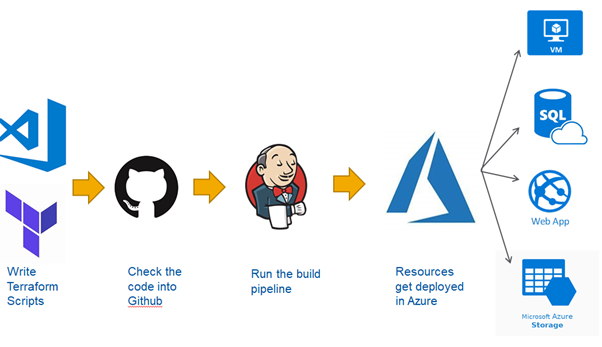 VM
SQL
Web App
Microsoft Azure
Storage
Write
Terraform
Scripts
Check the
code into
Github
Run the build
pipeline
Resources
get deployed
in Azure